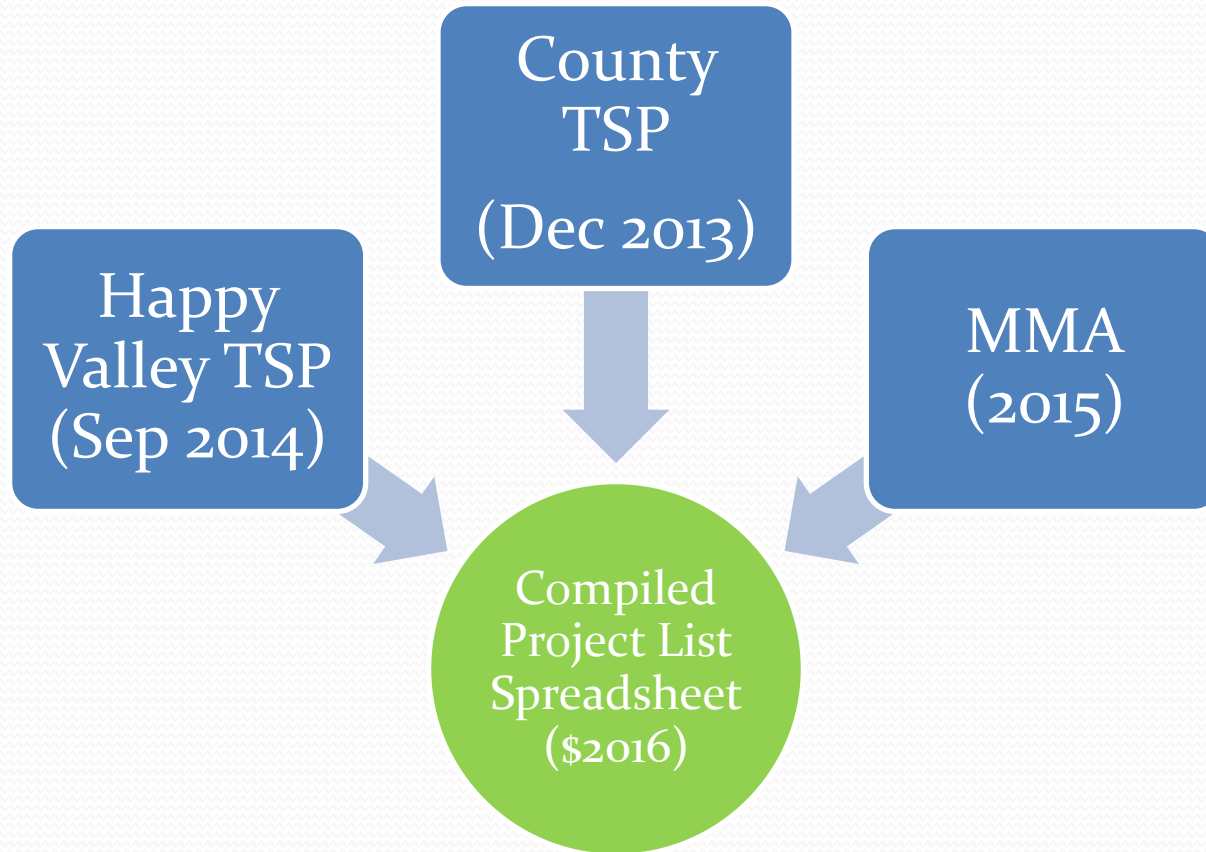 County
TSP
(Dec 2013)
Happy
Valley TSP
(Sep 2014)
MMA
(2015)
Compiled
Project List
Spreadsheet
($2016)